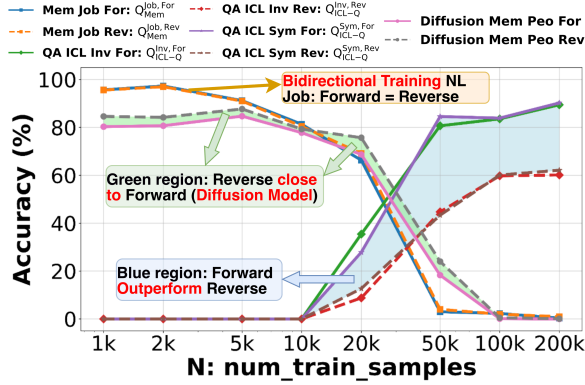 Mem Job For: Q^{Job, For}_{Mem}
Mem Job Rev: Q^{Job, Rev}_{Mem}
QA ICL Inv For: Q^{Inv, For}_{ICL-Q}
QA ICL Inv Rev: Q^{Inv, Rev}_{ICL-Q}
QA ICL Sym For: Q^{Sym, For}_{ICL-Q}
QA ICL Sym Rev: Q^{Sym, Rev}_{ICL-Q}
Diffusion Mem Peo For
Diffusion Mem Peo Rev
Accuracy (%)
100
80
60
40
20
0
Bidirectional Training NL
Job: Forward = Reverse
Green region: Reverse close
to Forward (Diffusion Model)
Blue region: Forward
Outperform Reverse
1k
2k
5k
10k
20k
50k
100k
200k
N: num_train_samples